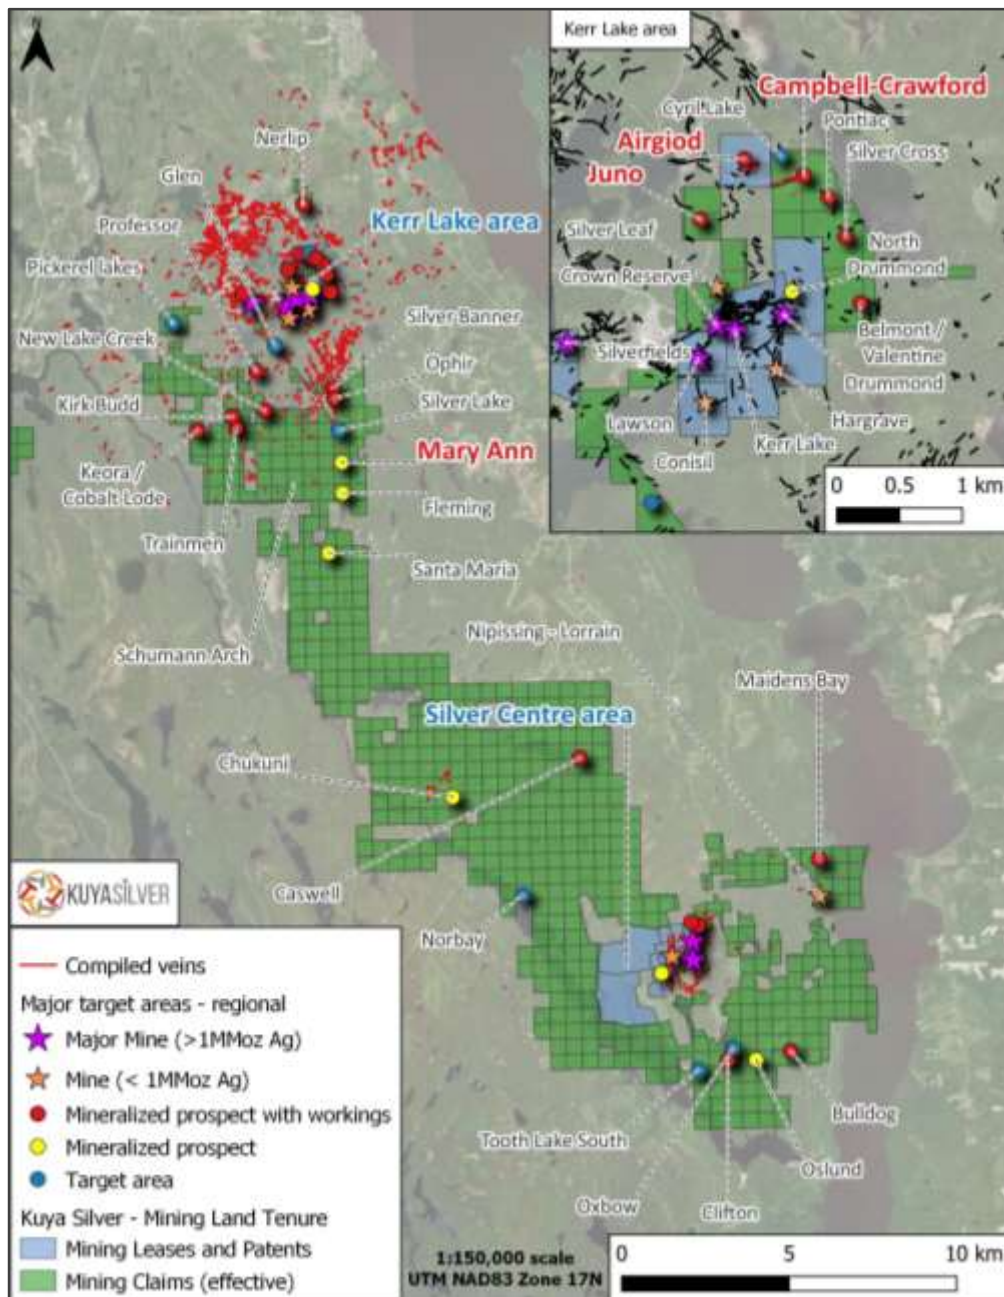 Kerr Lake area
Campbell-Crawford
Cyril Lake
Pontiac
Airgiod
Silver Cross
Juno
Silver Leaf
North
Drummond
Crown Reserve
Silverfields
Belmont /
Valentine
Drummond
Lawson
Hargrave
Kerr Lake
Conisil
0 0.5 1 km
Nerlip
Glen
Professor
Kerr Lake area
Pickerel lakes
Silver Banner
New Lake Creek
Ophir
Kirk Budd
Silver Lake
Mary Ann
Keora /
Cobalt Lode
Fleming
Trainmen
Santa Maria
Schumann Arch
Nipissing - Lorrain
Maidens Bay
Silver Centre area
Chukuni
Caswell
Norbay
Bulldog
Tooth Lake South
Oslund
Oxbow
Clifton
KUYASILVER
Compiled veins
Major target areas - regional
Major Mine (>1MMoz Ag)
Mine (< 1MMoz Ag)
Mineralized prospect with workings
Mineralized prospect
Target area
Kuya Silver - Mining Land Tenure
Mining Leases and Patents
Mining Claims (effective)
1:150,000 scale
UTM NAD83 Zone 17N
0 5 10 km